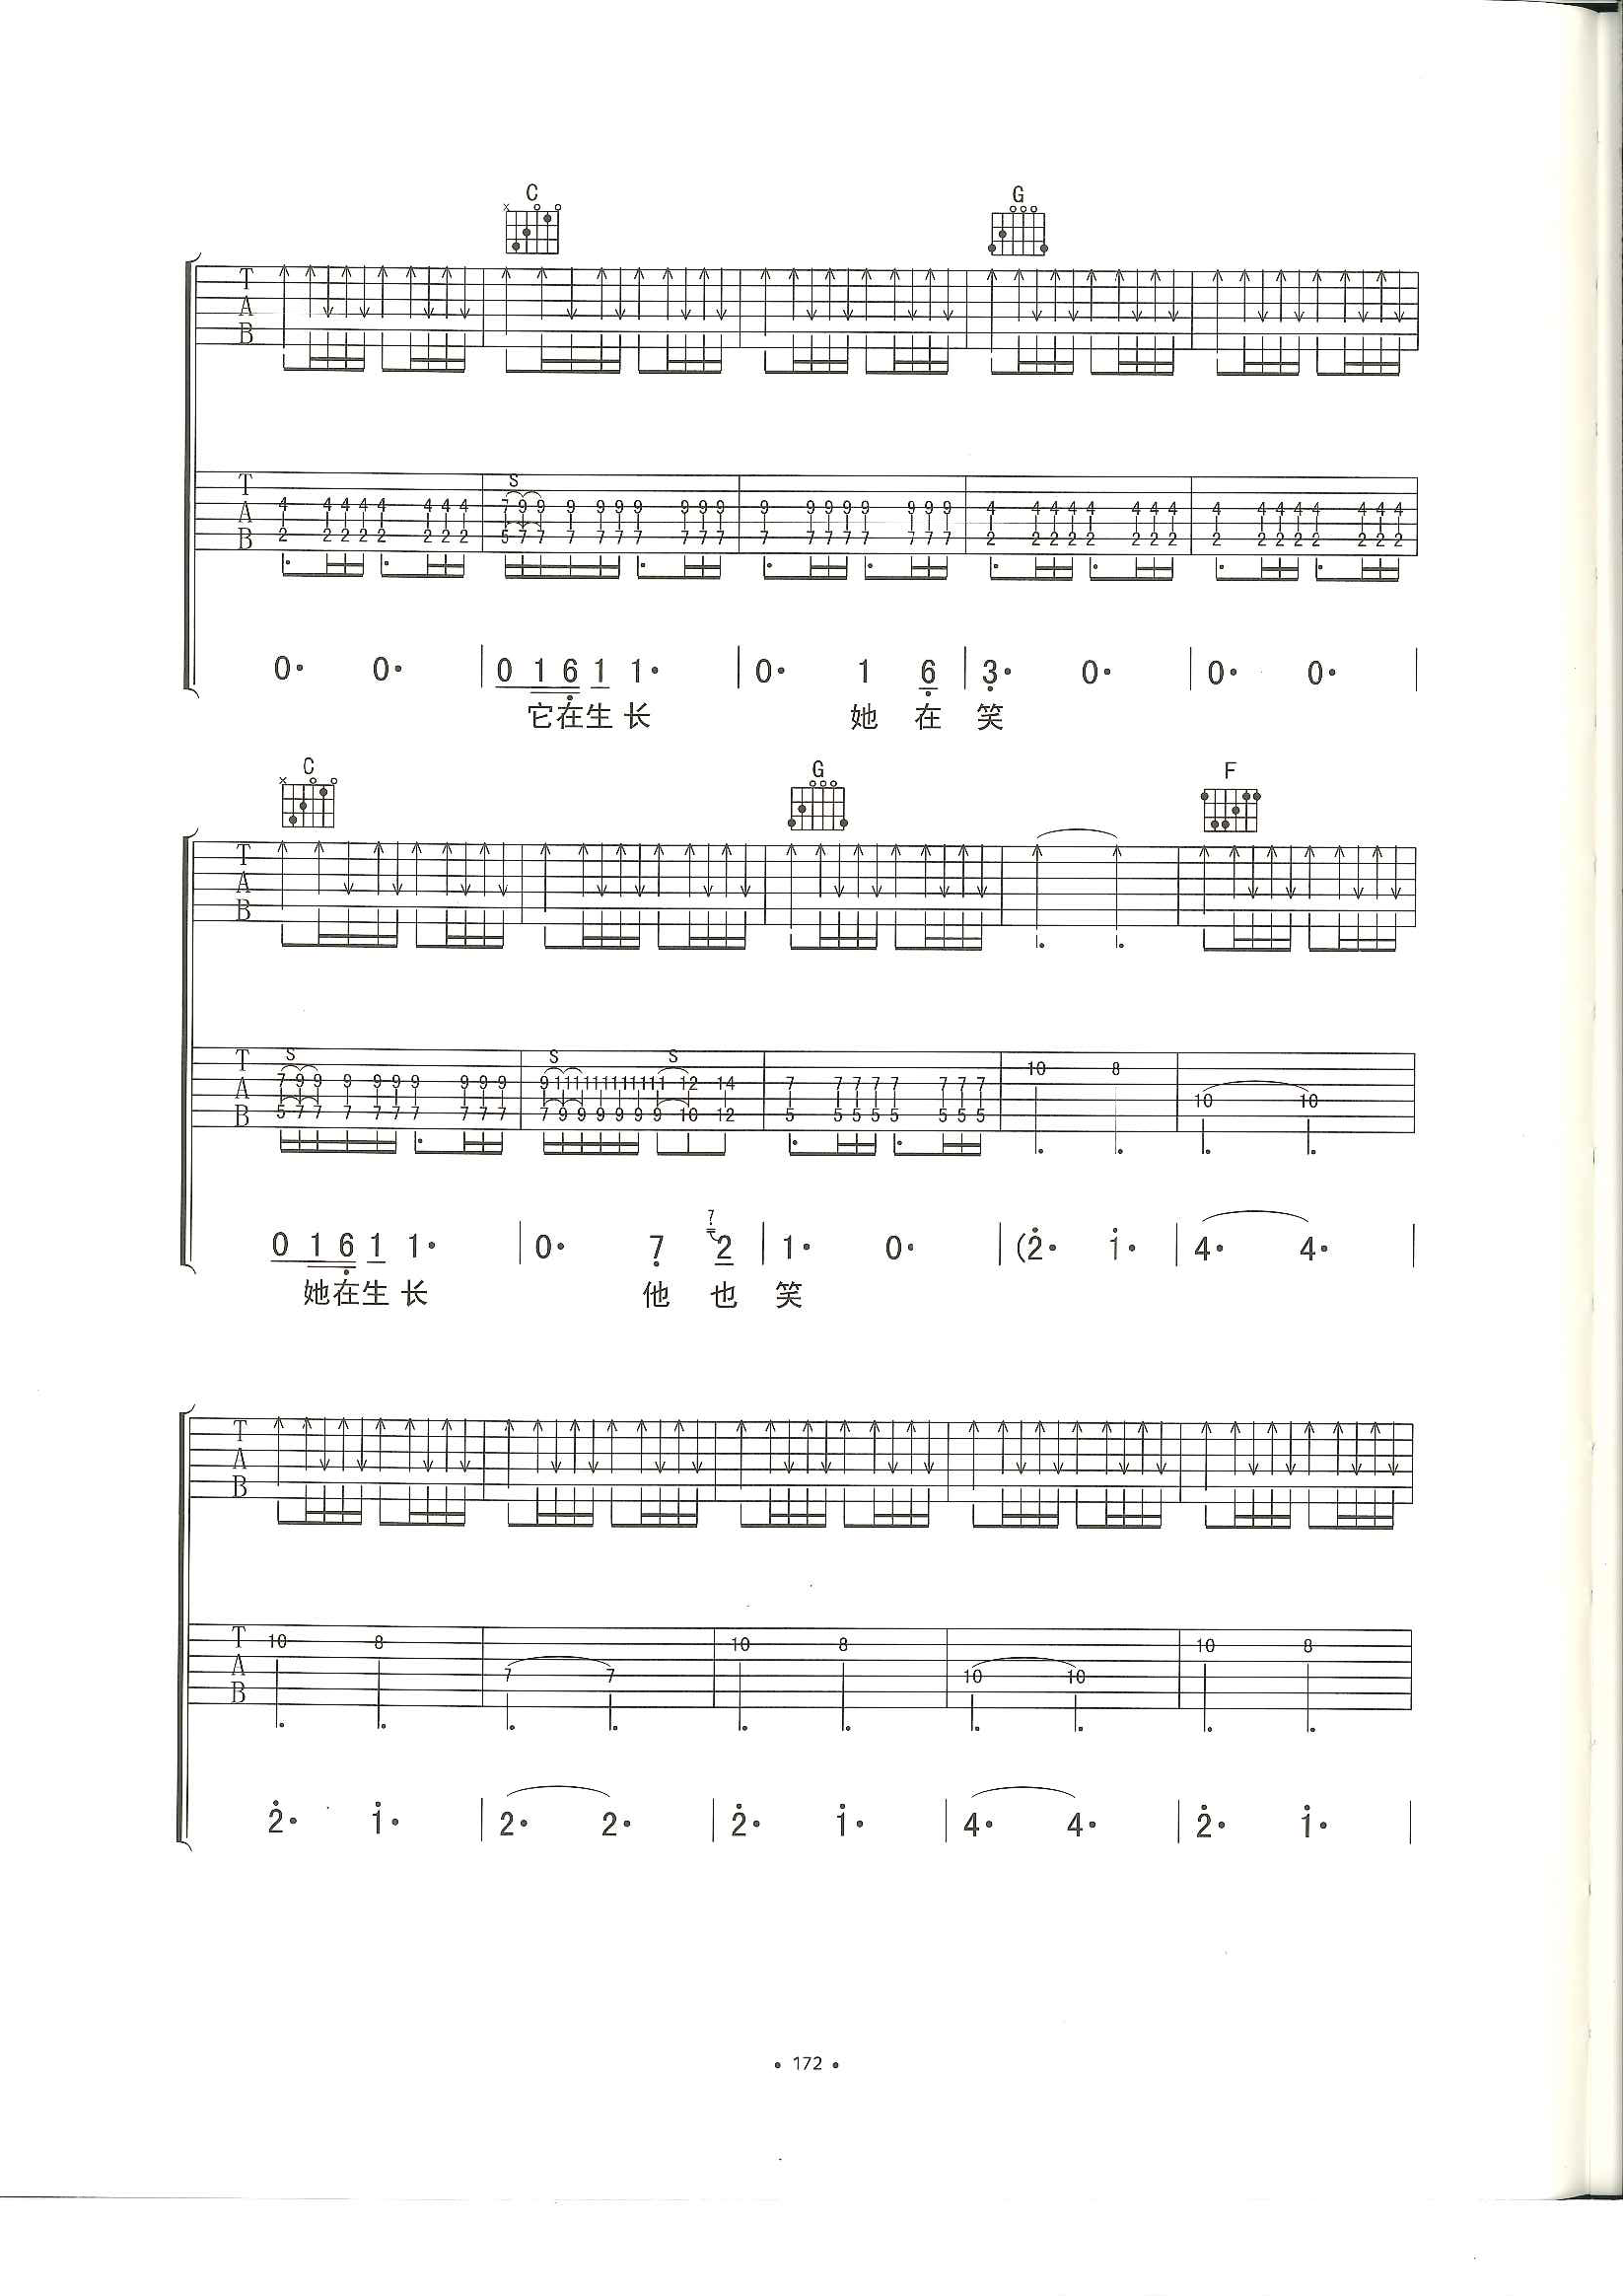 C G
T
A
B
S
T 4 4 4 4 4 4 4 4 7 9 9 9 9 9 9 9 9 9 9 9 9 9 9 9 9 9 9 4 4 4 4 4 4 4 4 4 4 4 4 4 4 4 4
A
B 2 2 2 2 2 2 2 2 5 7 7 7 7 7 7 7 7 7 7 7 7 7 7 7 7 7 7 2 2 2 2 2 2 2 2 2 2 2 2 2 2 2 2
0· 0· | 0 1 6̣ 1 1· | 0· 1 6̣ | 3̣· 0· | 0· 0· |
它在生长 她 在 笑
C G F
T
A
B
S S S
T 10 8
A 7 9 9 9 9 9 9 9 9 9 9 11 11 11 11 11 11 12 14 7 7 7 7 7 7 7 7
10 10
B 5 7 7 7 7 7 7 7 7 7 7 9 9 9 9 9 9 10 12 5 5 5 5 5 5 5 5
7
0 1 6̣ 1 1· | 0· 7̣ 2 | 1· 0· | (2̇· 1̇· | 4· 4· |
她在生长 他 也 笑
T
A
B
T 10 8 10 8 10 8
A 7 7 10 10
B
2̇· 1̇· | 2· 2· | 2̇· 1̇· | 4· 4· | 2̇· 1̇· |
• 172 •